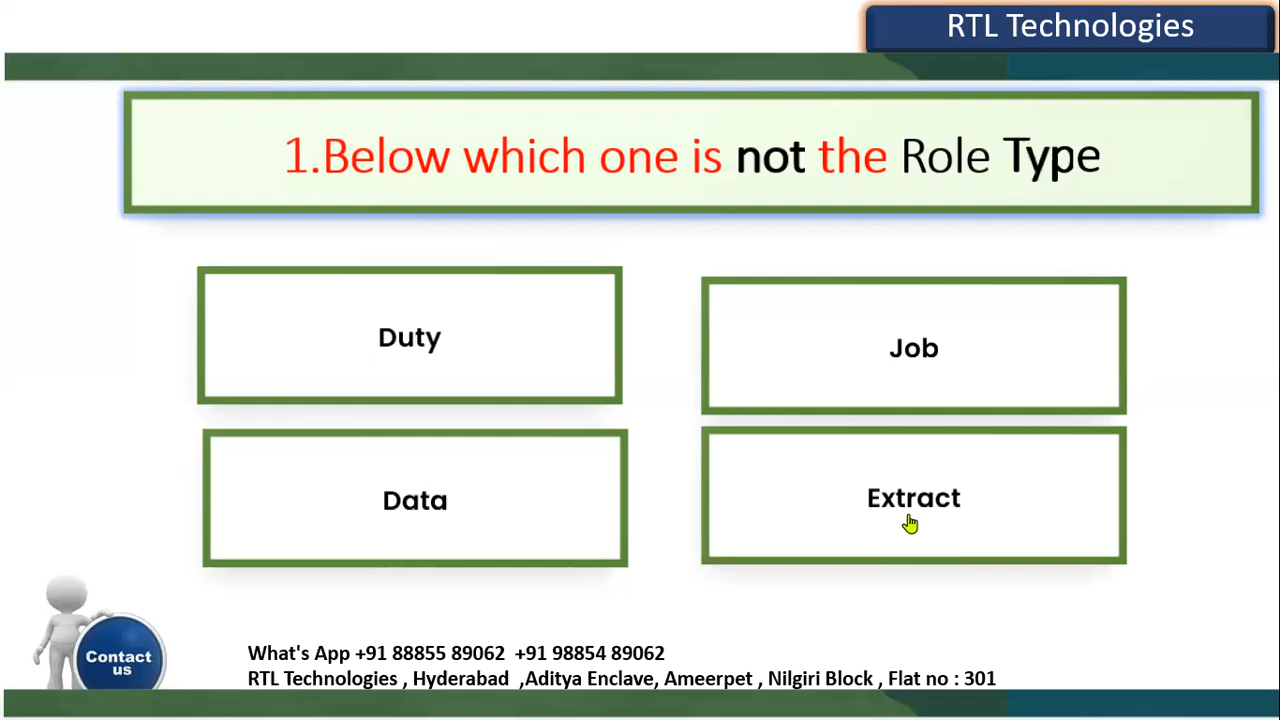 RTL Technologies
1.Below which one is not the Role Type
Duty
Job
Data
Extract
Contact
us
What's App +91 88855 89062 +91 98854 89062
RTL Technologies , Hyderabad ,Aditya Enclave, Ameerpet , Nilgiri Block , Flat no : 301